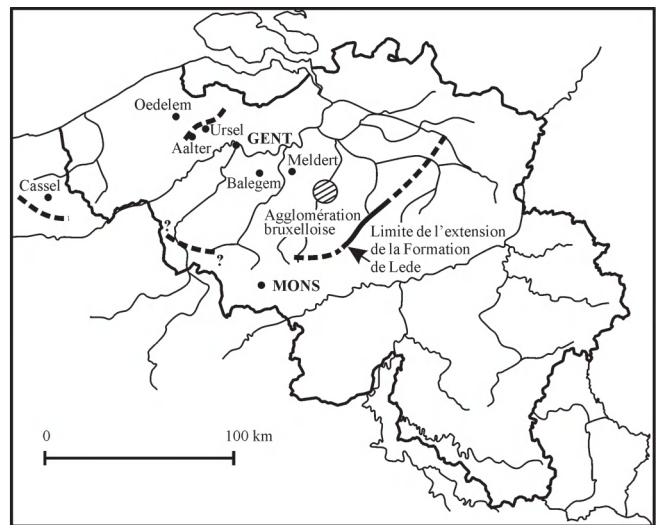 Oedelem
Ursel
GENT
Aalter
Meldert
Balegem
Cassel
Agglomération
bruxelloise
Limite de l'extension
de la Formation
de Lede
?
?
MONS
0
100 km